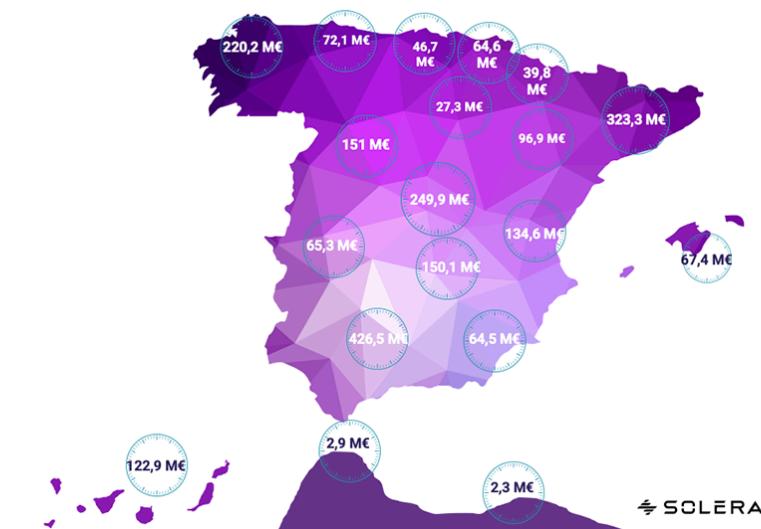 220,2 M€
72,1 M€
46,7
M€
64,6
M€
39,8
M€
27,3 M€
323,3 M€
151 M€
96,9 M€
249,9 M€
134,6 M€
65,3 M€
150,1 M€
67,4 M€
426,5 M€
64,5 M€
2,9 M€
122,9 M€
2,3 M€
SOLERA